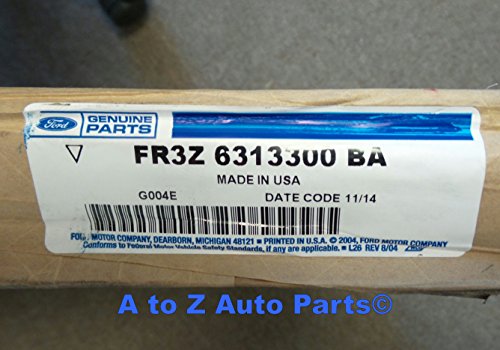 Ford
GENUINE
PARTS
FR3Z 6313300 BA
MADE IN USA
G004E DATE CODE 11/14
FORD MOTOR COMPANY, DEARBORN, MICHIGAN 48121 ■ PRINTED IN U.S.A. © 2004, FORD MOTOR COMPANY
Conforms to Federal Motor Vehicle Safety Standards, if any are applicable. ■ L26 REV 8/04
A to Z Auto Parts©